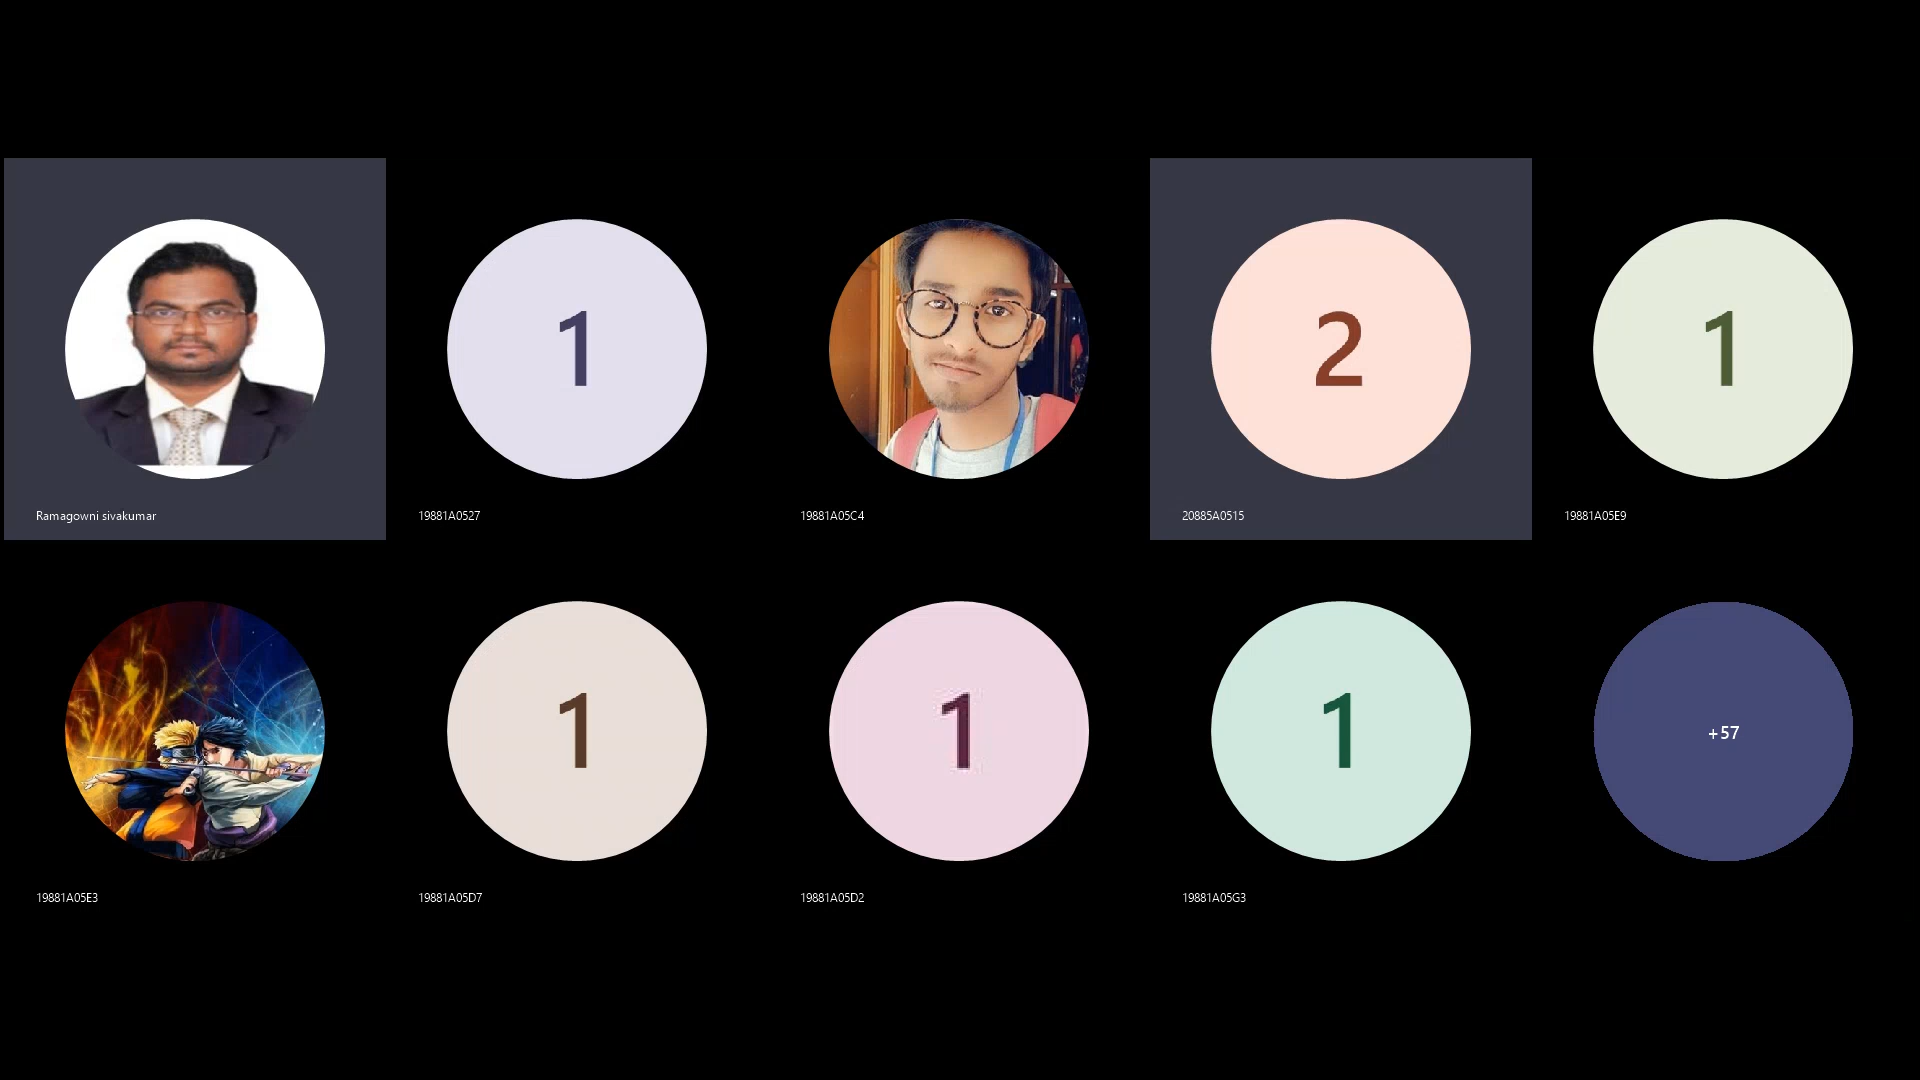 1
2
1
Ramagowni sivakumar
19881A0527
19881A05C4
20885A0515
19881A05E9
1
1
1
+57
19881A05E3
19881A05D7
19881A05D2
19881A05G3